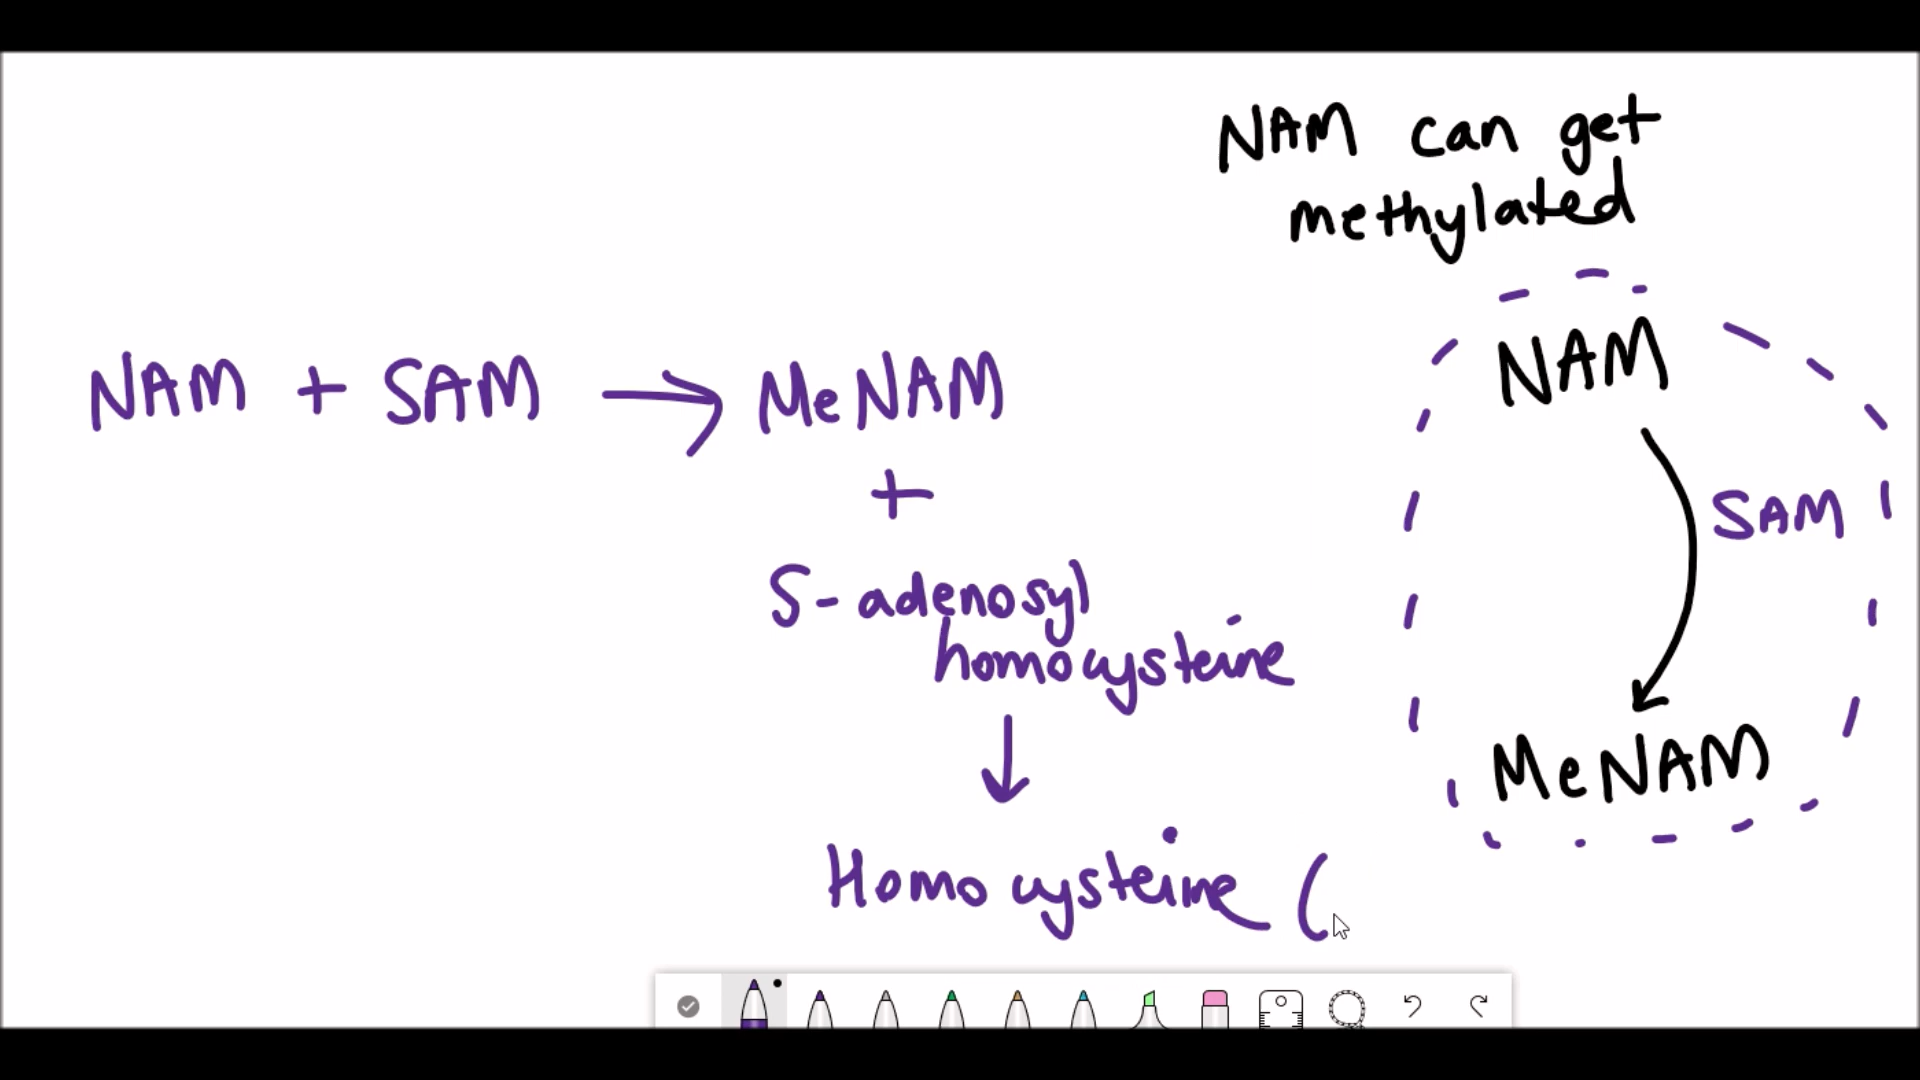 NAM can get
methylated
NAM + SAM → MeNAM
+
S-adenosyl
homocysteine
↓
Homocysteine (
NAM
SAM
MeNAM